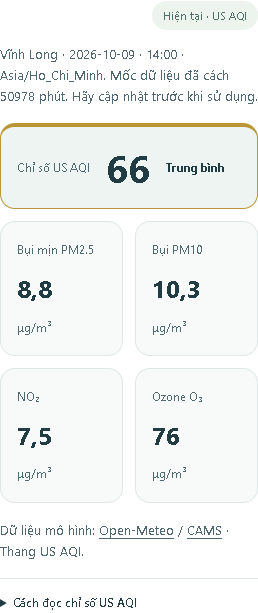 Hiện tại · US AQI
Vĩnh Long · 2026-10-09 · 14:00 ·
Asia/Ho_Chi_Minh. Mốc dữ liệu đã cách
50978 phút. Hãy cập nhật trước khi sử dụng.
Chỉ số US AQI 66 Trung bình
Bụi mịn PM2.5
8,8
µg/m³
Bụi PM10
10,3
µg/m³
NO₂
7,5
µg/m³
Ozone O₃
76
µg/m³
Dữ liệu mô hình: Open-Meteo / CAMS ·
Thang US AQI.
▶ Cách đọc chỉ số US AQI